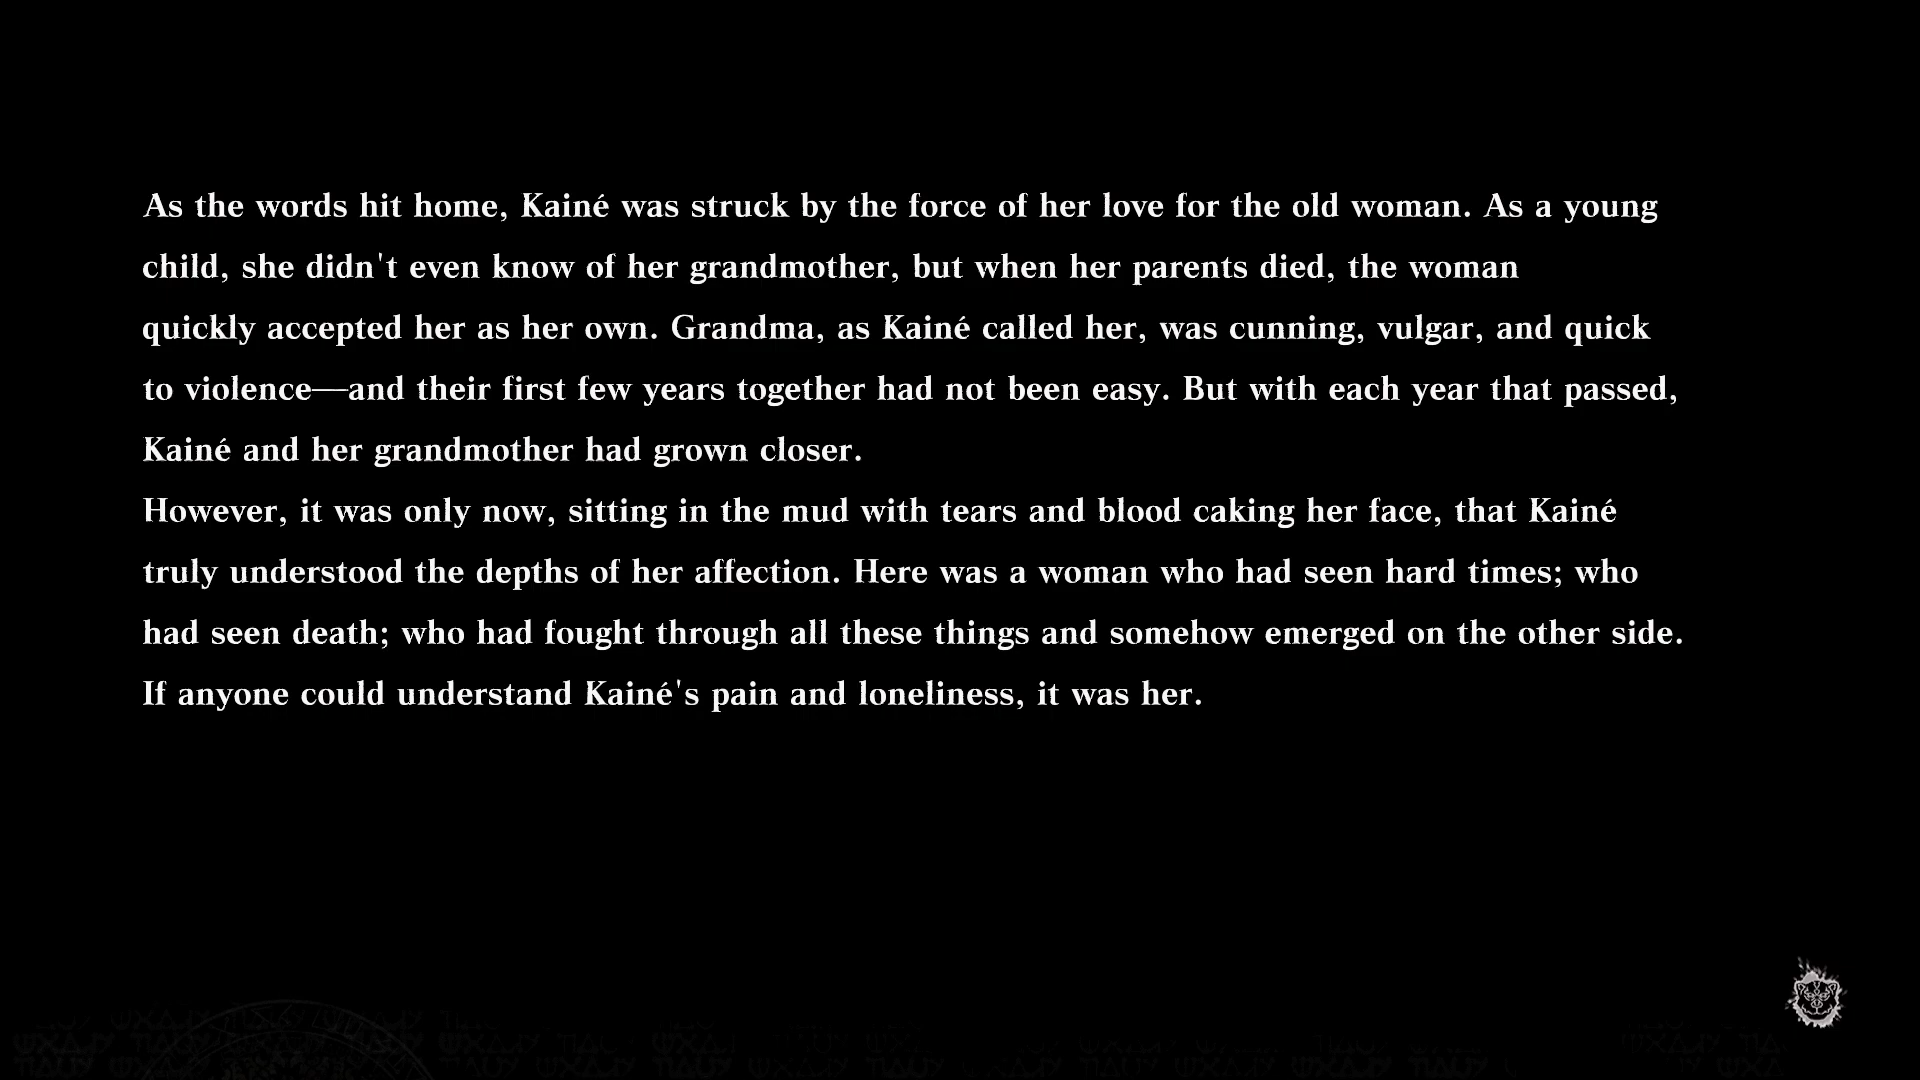 As the words hit home, Kainé was struck by the force of her love for the old woman. As a young
child, she didn't even know of her grandmother, but when her parents died, the woman
quickly accepted her as her own. Grandma, as Kainé called her, was cunning, vulgar, and quick
to violence—and their first few years together had not been easy. But with each year that passed,
Kainé and her grandmother had grown closer.
However, it was only now, sitting in the mud with tears and blood caking her face, that Kainé
truly understood the depths of her affection. Here was a woman who had seen hard times; who
had seen death; who had fought through all these things and somehow emerged on the other side.
If anyone could understand Kainé's pain and loneliness, it was her.